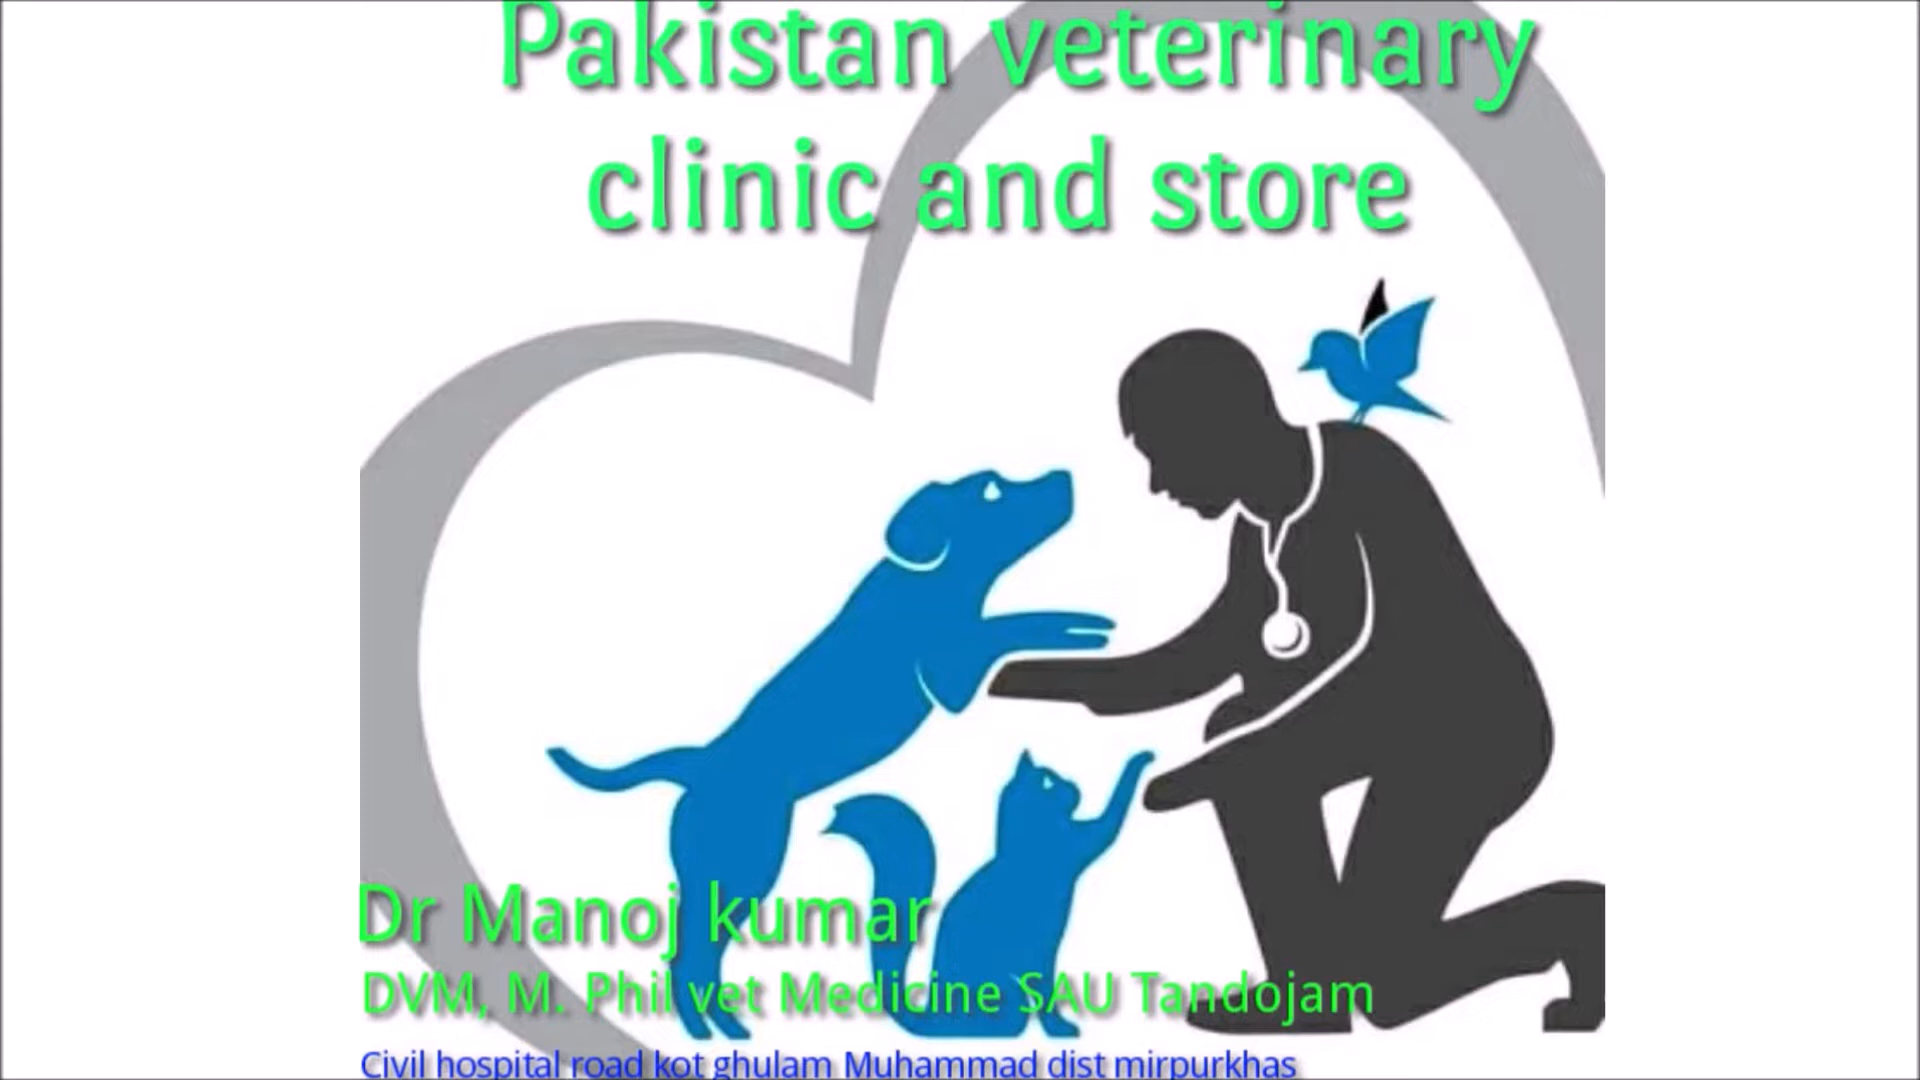 Pakistan veterinary
clinic and store
Dr Manoj kumar
DVM, M. Phil vet Medicine SAU Tandojam
Civil hospital road kot ghulam Muhammad dist mirpurkhas